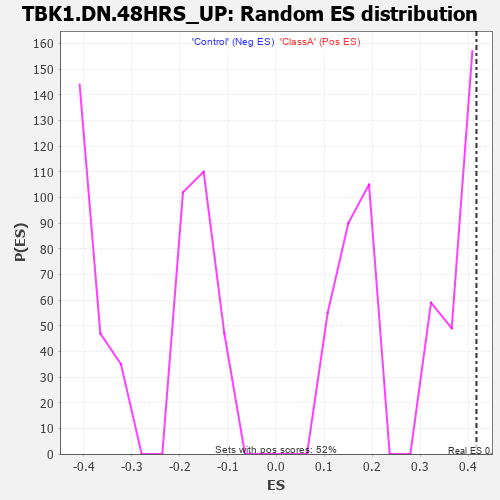 TBK1.DN.48HRS_UP: Random ES distribution
'Control' (Neg ES) 'ClassA' (Pos ES)
160
150
140
130
120
110
100
90
80
70
60
50
40
30
20
10
0
P(ES)
Sets with pos scores: 52%
Real ES 0.
-0.4 -0.3 -0.2 -0.1 0.0 0.1 0.2 0.3 0.4
ES